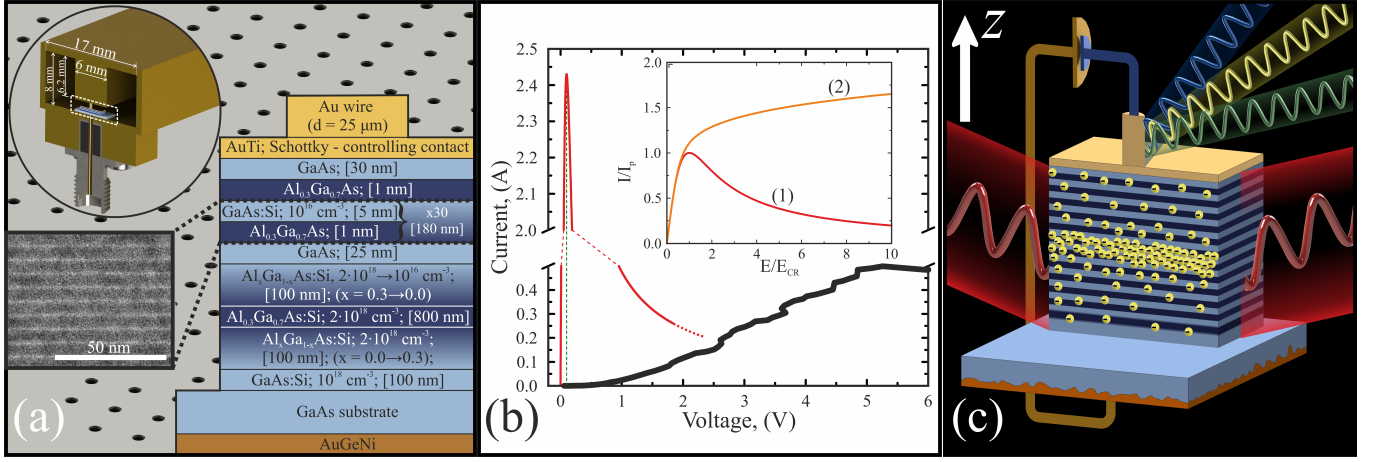 17 mm
6 mm
8 mm
6.2 mm
Au wire
(d = 25 μm)
AuTi; Schottky - controlling contact
GaAs; [30 nm]
Al0.3Ga0.7As; [1 nm]
GaAs:Si; 10^16 cm^-3; [5 nm]
Al0.3Ga0.7As; [1 nm]
x30
[180 nm]
GaAs; [25 nm]
AlxGa1-xAs:Si, 2·10^18→10^16 cm^-3;
[100 nm]; (x = 0.3→0.0)
Al0.3Ga0.7As:Si; 2·10^18 cm^-3; [800 nm]
AlxGa1-xAs:Si; 2·10^18 cm^-3;
[100 nm]; (x = 0.0→0.3);
GaAs:Si; 10^18 cm^-3; [100 nm]
GaAs substrate
AuGeNi
50 nm
(a)
Current, (A)
2.5
2.4
2.3
2.2
2.1
2.0
0.4
0.3
0.2
0.1
0.0
0 1 2 3 4 5 6
Voltage, (V)
I/Ip
2.0
1.5
1.0
0.5
0.0
0 2 4 6 8 10
E/ECR
(2)
(1)
(b)
z
(c)